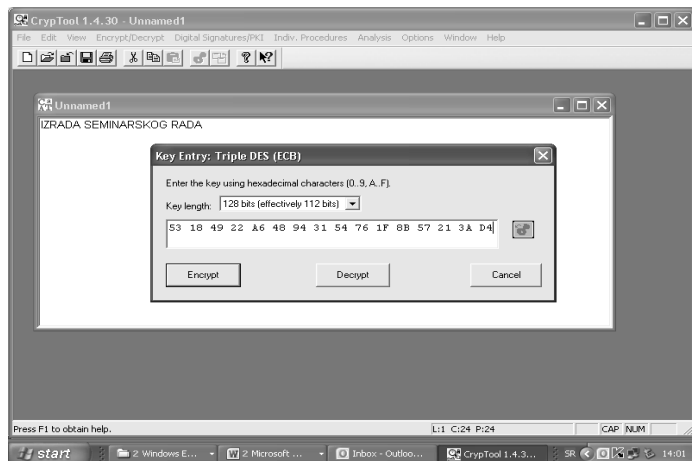 CrypTool 1.4.30 - Unnamed1
File Edit View Encrypt/Decrypt Digital Signatures/PKI Indiv. Procedures Analysis Options Window Help
Unnamed1
IZRADA SEMINARSKOG RADA
Key Entry: Triple DES (ECB)
Enter the key using hexadecimal characters (0..9, A..F).
Key length: 128 bits (effectively 112 bits)
53 18 49 22 A6 48 94 31 54 76 1F 8B 57 21 3A D4
Encrypt Decrypt Cancel
Press F1 to obtain help. L:1 C:24 P:24 CAP NUM
start 2 Windows E... 2 Microsoft ... Inbox - Outloo... CrypTool 1.4.3... SR 14:01